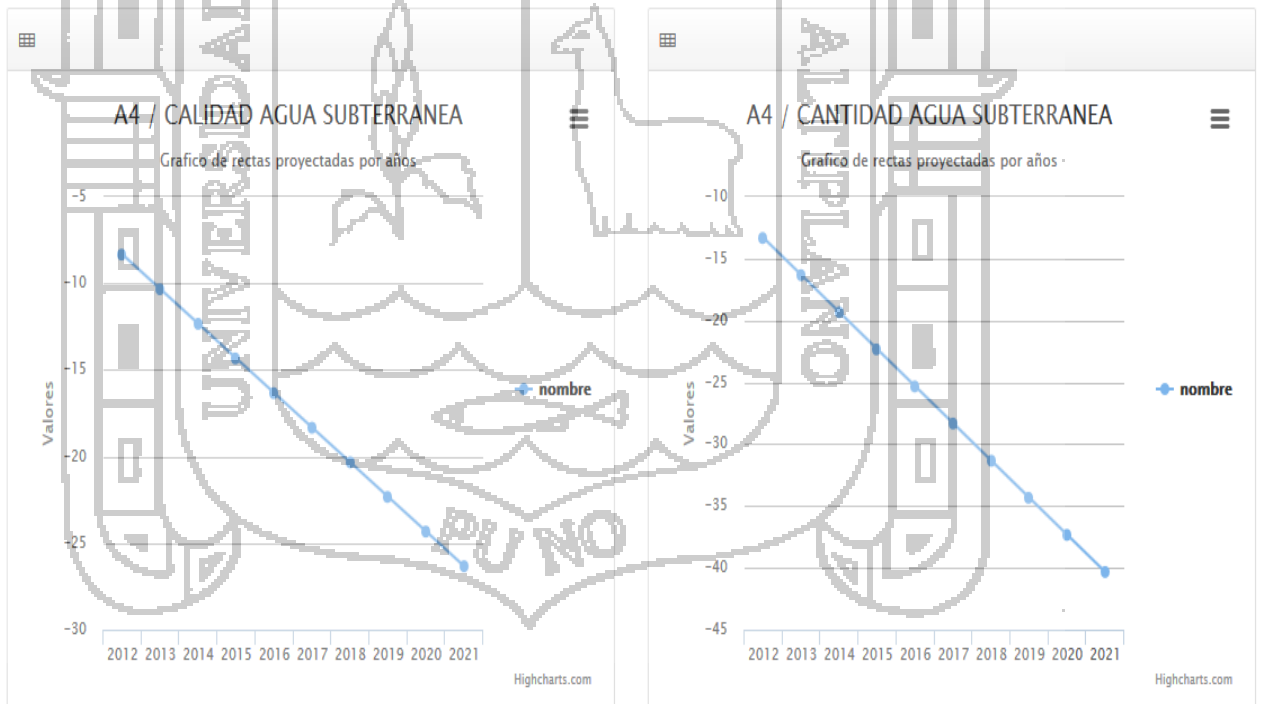 A4 / CALIDAD AGUA SUBTERRANEA
Grafico de rectas proyectadas por años
-5
-10
-15
-20
-25
-30
Valores
nombre
2012 2013 2014 2015 2016 2017 2018 2019 2020 2021
Highcharts.com
A4 / CANTIDAD AGUA SUBTERRANEA
Grafico de rectas proyectadas por años
-10
-15
-20
-25
-30
-35
-40
-45
Valores
nombre
2012 2013 2014 2015 2016 2017 2018 2019 2020 2021
Highcharts.com
UNIVERSIDAD
ALTIPLANO
PUNO